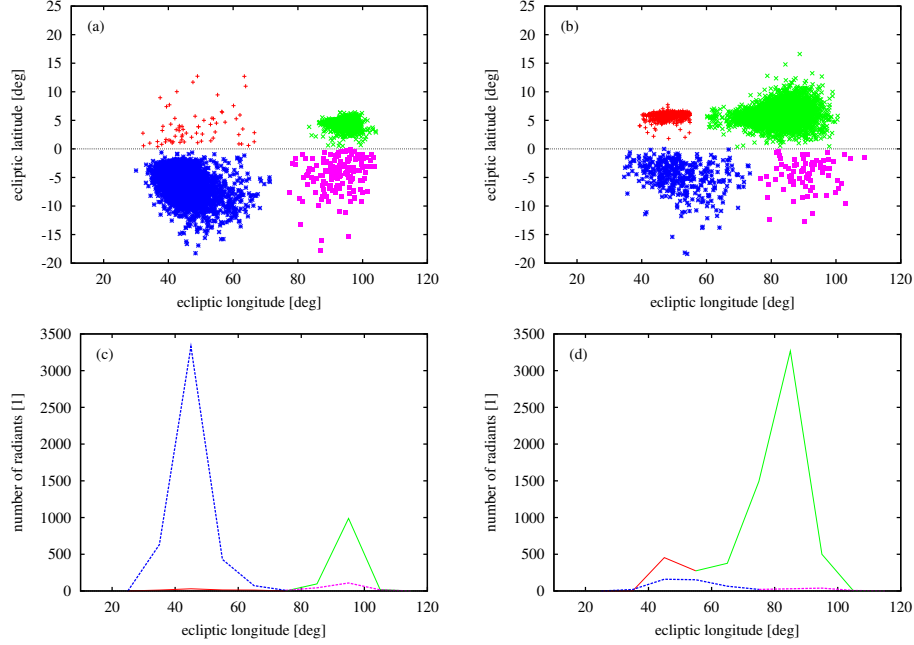 (a)
ecliptic latitude [deg]
25
20
15
10
5
0
-5
-10
-15
-20
20 40 60 80 100 120
ecliptic longitude [deg]
(b)
ecliptic latitude [deg]
25
20
15
10
5
0
-5
-10
-15
-20
20 40 60 80 100 120
ecliptic longitude [deg]
(c)
number of radiants [1]
3500
3000
2500
2000
1500
1000
500
0
20 40 60 80 100 120
ecliptic longitude [deg]
(d)
number of radiants [1]
3500
3000
2500
2000
1500
1000
500
0
20 40 60 80 100 120
ecliptic longitude [deg]